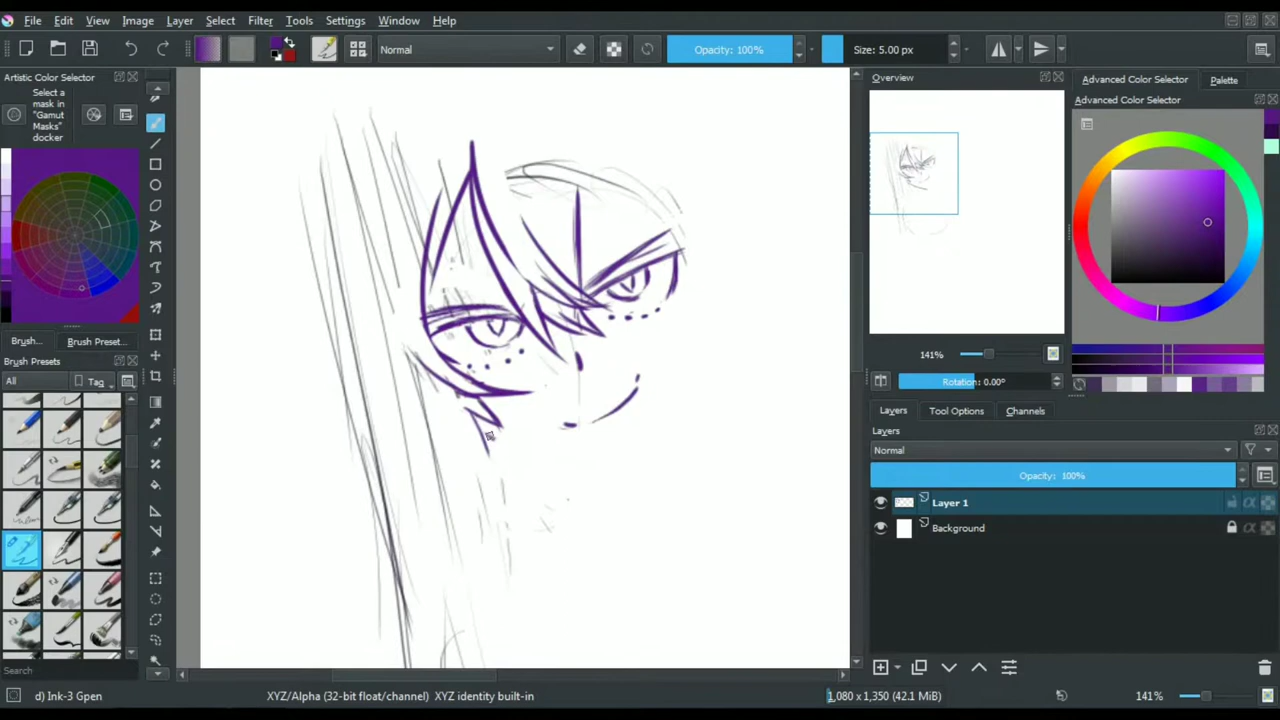 File Edit View Image Layer Select Filter Tools Settings Window Help
Normal Opacity: 100% Size: 5.00 px
Artistic Color Selector
Select a
mask in
"Gamut
Masks"
docker
Brush... Brush Preset...
Brush Presets
All Tag
Search
Overview
141%
Rotation: 0.00°
Advanced Color Selector Palette
Advanced Color Selector
Layers Tool Options Channels
Layers
Normal
Opacity: 100%
Layer 1
Background
d) Ink-3 Gpen XYZ/Alpha (32-bit float/channel) XYZ identity built-in 1,080 x 1,350 (42.1 MiB) 141%